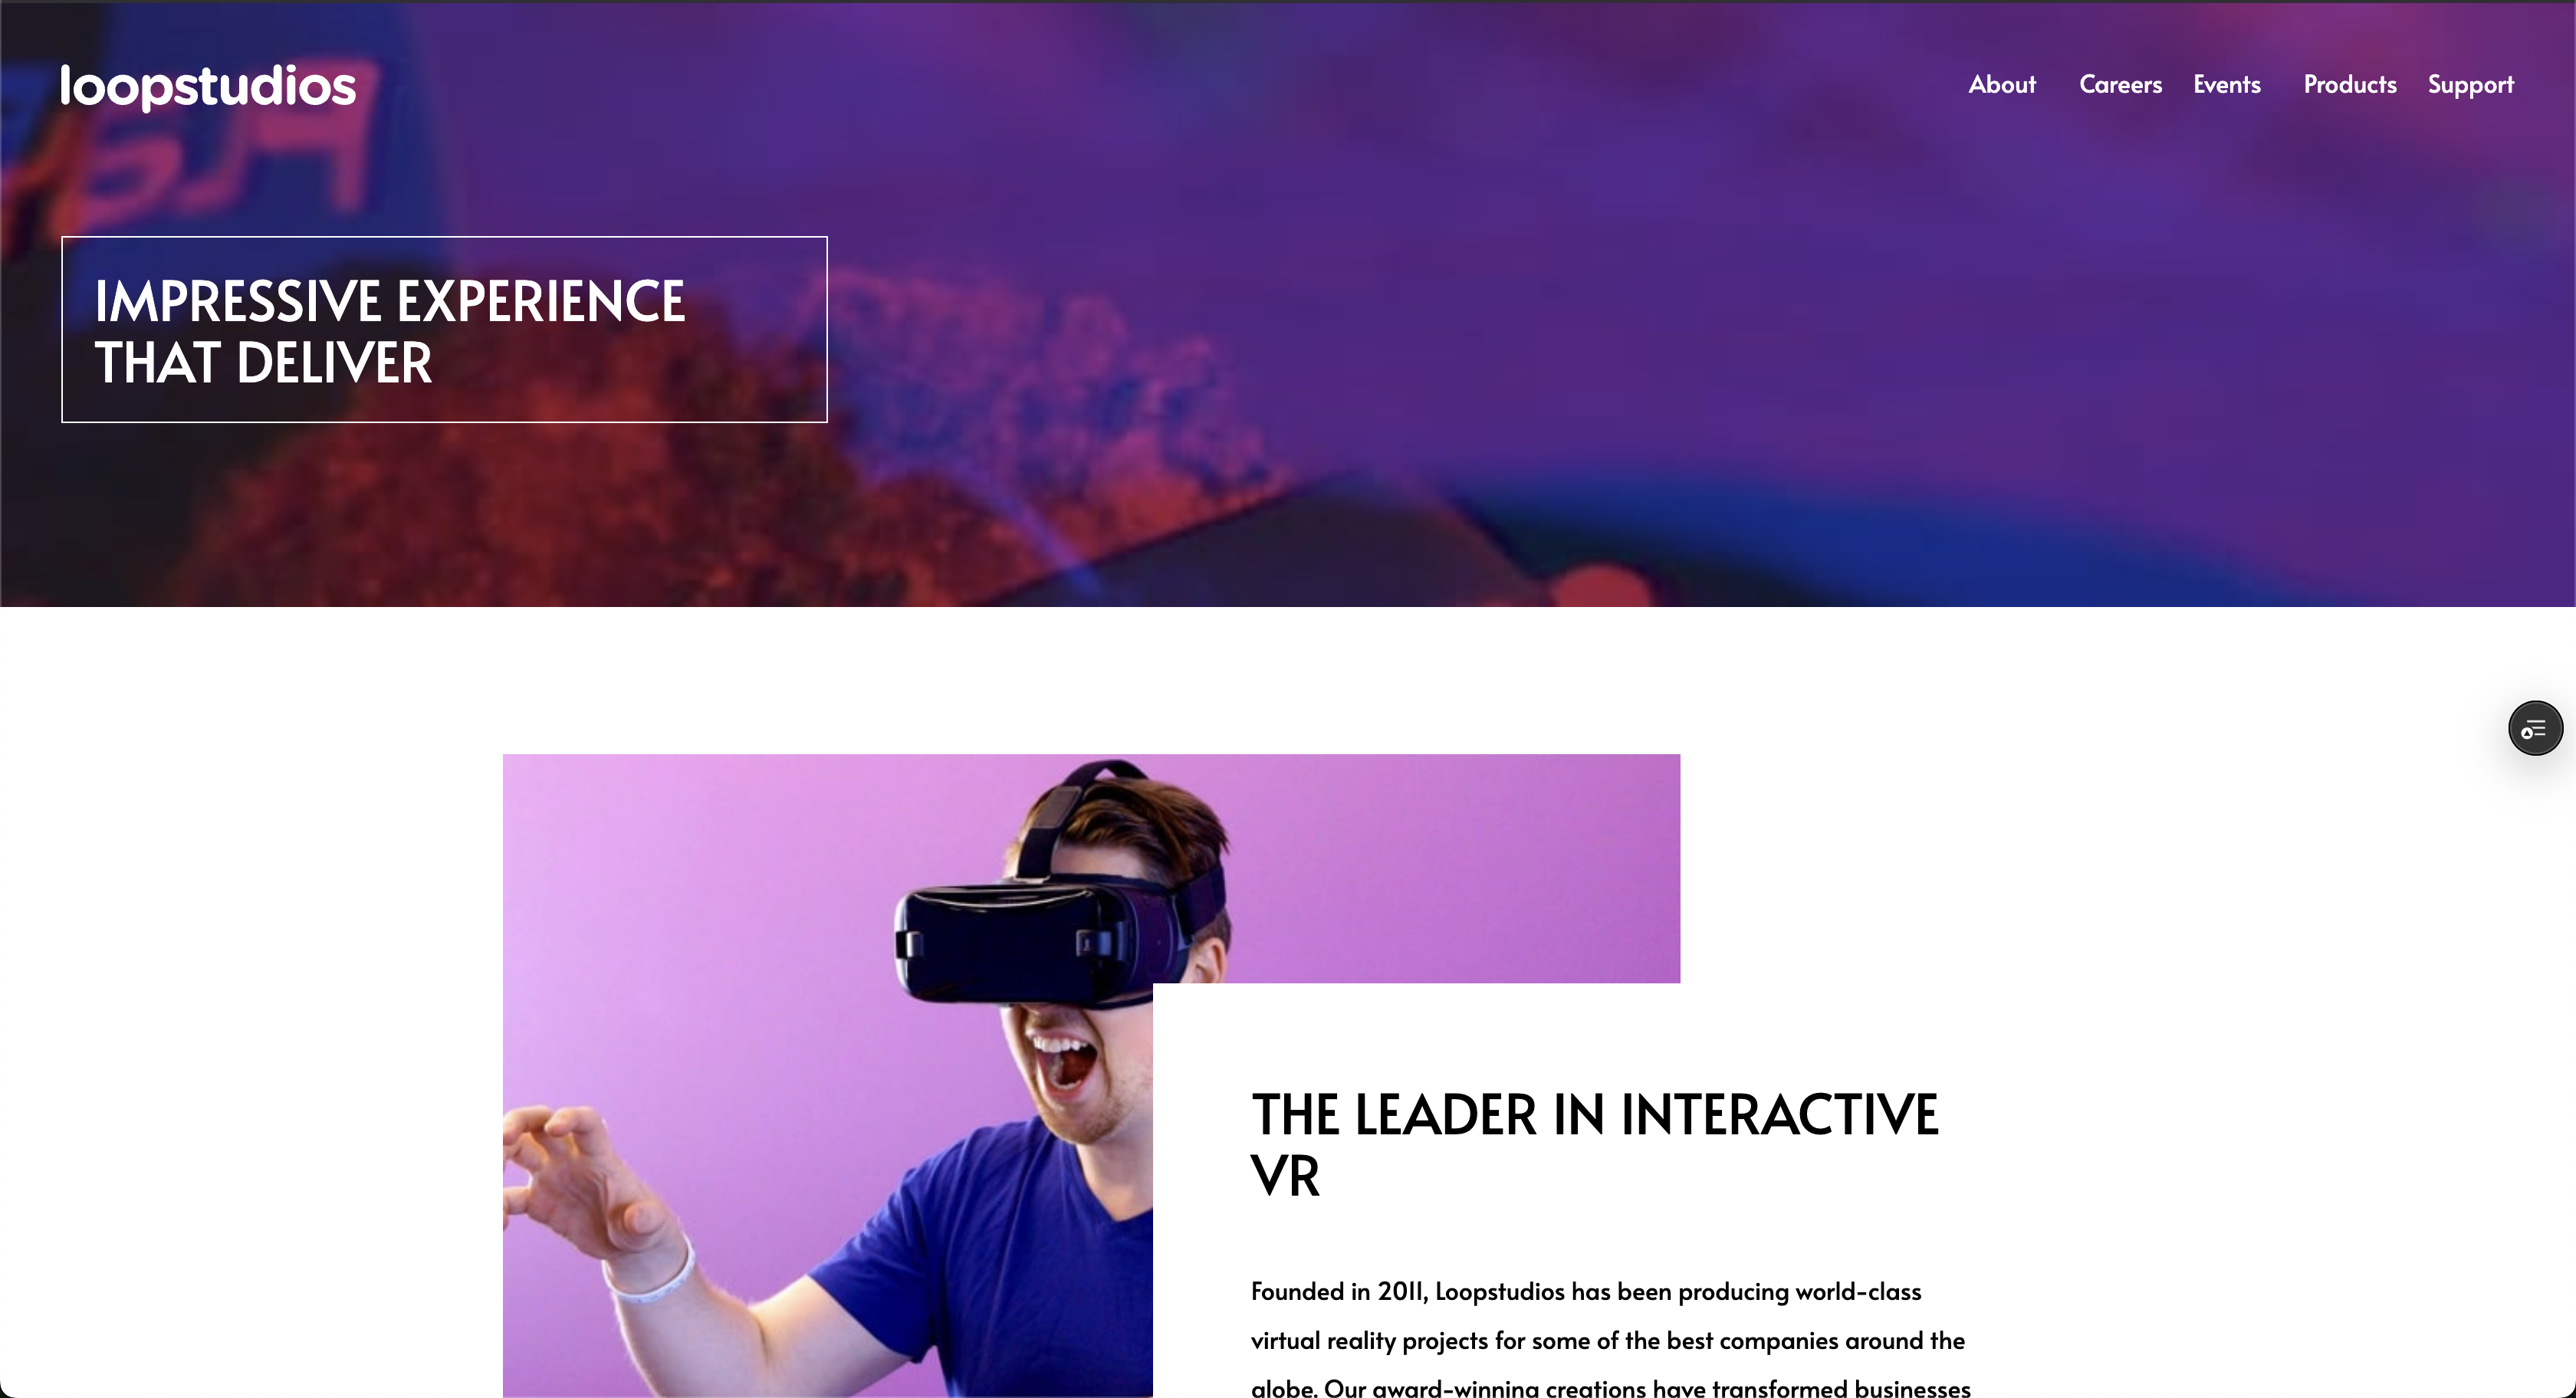 loopstudios
About Careers Events Products Support
IMPRESSIVE EXPERIENCE
THAT DELIVER
THE LEADER IN INTERACTIVE
VR
Founded in 2011, Loopstudios has been producing world-class
virtual reality projects for some of the best companies around the
globe. Our award-winning creations have transformed businesses